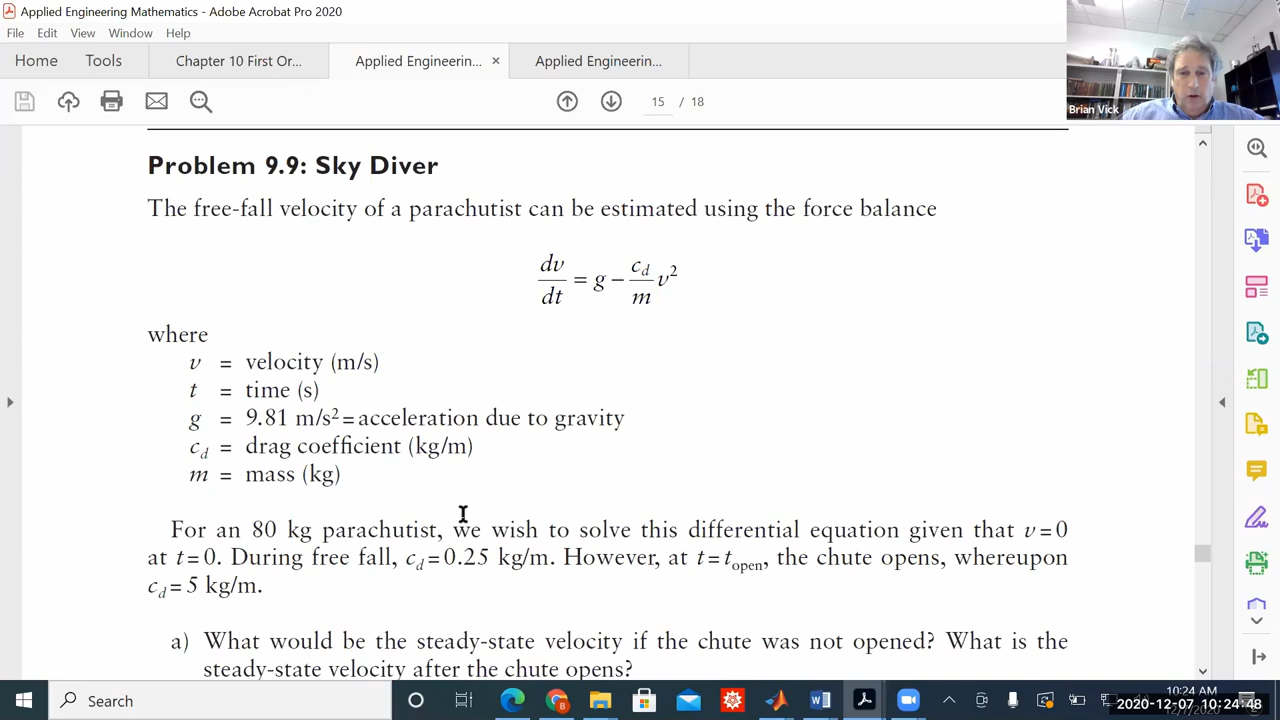 Applied Engineering Mathematics - Adobe Acrobat Pro 2020
File Edit View Window Help
Home Tools Chapter 10 First Or... Applied Engineerin... × Applied Engineerin...
15 / 18
Brian Vick
Problem 9.9: Sky Diver
The free-fall velocity of a parachutist can be estimated using the force balance
dv/dt = g − c_d/m v²
where
v = velocity (m/s)
t = time (s)
g = 9.81 m/s² = acceleration due to gravity
c_d = drag coefficient (kg/m)
m = mass (kg)
For an 80 kg parachutist, we wish to solve this differential equation given that v = 0
at t = 0. During free fall, c_d = 0.25 kg/m. However, at t = t_open, the chute opens, whereupon
c_d = 5 kg/m.
a) What would be the steady-state velocity if the chute was not opened? What is the
steady-state velocity after the chute opens?
Search
10:24 AM
2020-12-07 10:24:48